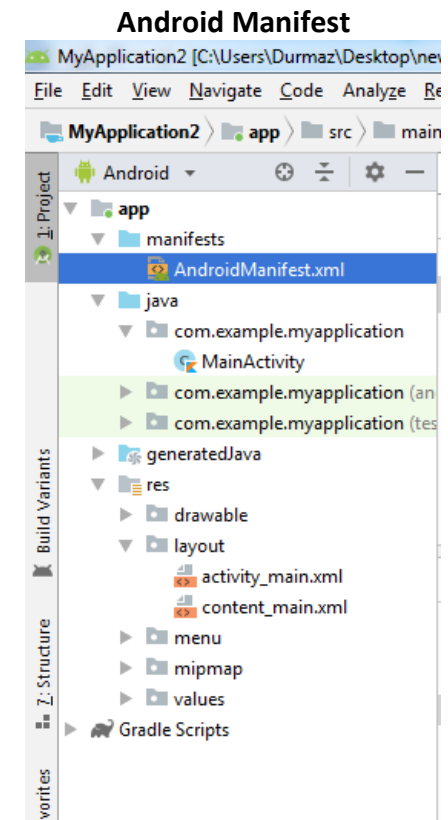 Android Manifest
MyApplication2 [C:\Users\Durmaz\Desktop\nev
File Edit View Navigate Code Analyze Re
MyApplication2 app src main
Android
1: Project
app
manifests
AndroidManifest.xml
java
com.example.myapplication
MainActivity
com.example.myapplication (an
com.example.myapplication (tes
generatedJava
res
drawable
layout
activity_main.xml
content_main.xml
menu
mipmap
values
Gradle Scripts
Build Variants
7: Structure
vorites